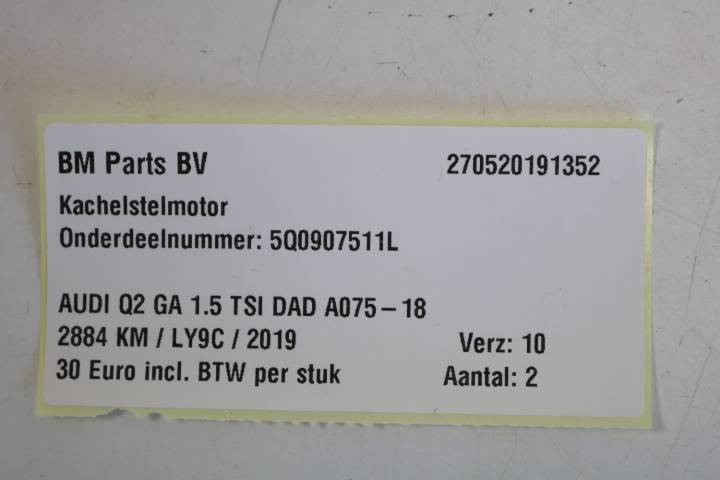 BM Parts BV 270520191352
Kachelstelmotor
Onderdeelnummer: 5Q0907511L
AUDI Q2 GA 1.5 TSI DAD A075-18
2884 KM / LY9C / 2019 Verz: 10
30 Euro incl. BTW per stuk Aantal: 2